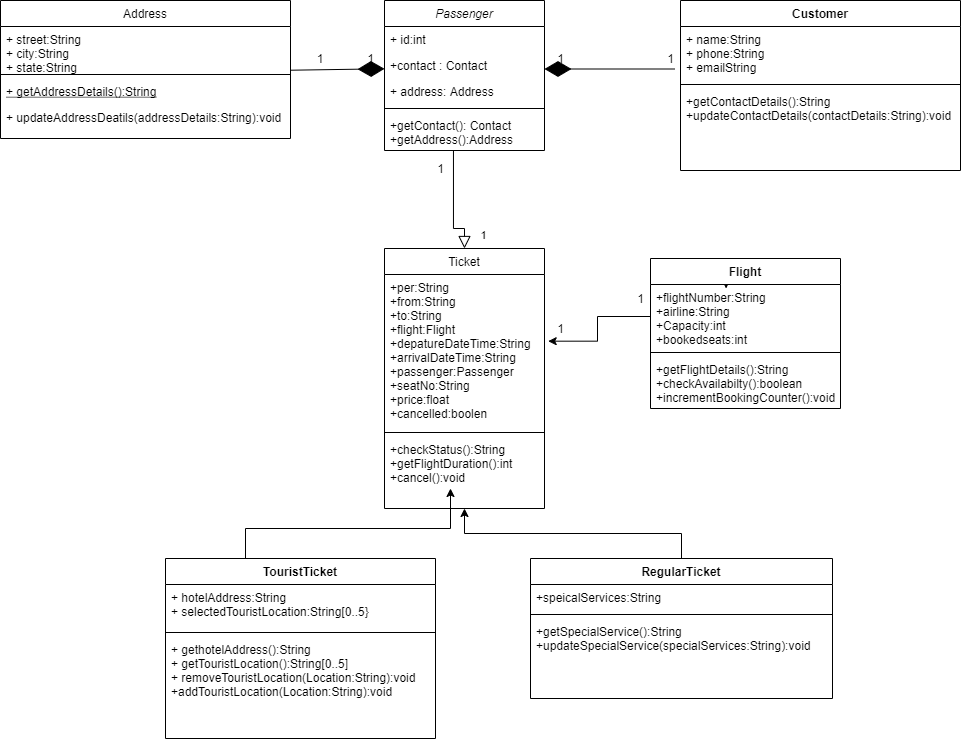 Address
+ street:String
+ city:String
+ state:String
+ getAddressDetails():String
+ updateAddressDeatils(addressDetails:String):void
1
1
Passenger
+ id:int
+contact : Contact
+ address: Address
+getContact(): Contact
+getAddress():Address
1
1
Customer
+ name:String
+ phone:String
+ emailString
+getContactDetails():String
+updateContactDetails(contactDetails:String):void
1
1
Ticket
+per:String
+from:String
+to:String
+flight:Flight
+depatureDateTime:String
+arrivalDateTime:String
+passenger:Passenger
+seatNo:String
+price:float
+cancelled:boolen
+checkStatus():String
+getFlightDuration():int
+cancel():void
1
1
Flight
+flightNumber:String
+airline:String
+Capacity:int
+bookedseats:int
+getFlightDetails():String
+checkAvailabilty():boolean
+incrementBookingCounter():void
TouristTicket
+ hotelAddress:String
+ selectedTouristLocation:String[0..5}
+ gethotelAddress():String
+ getTouristLocation():String[0..5]
+ removeTouristLocation(Location:String):void
+addTouristLocation(Location:String):void
RegularTicket
+speicalServices:String
+getSpecialService():String
+updateSpecialService(specialServices:String):void